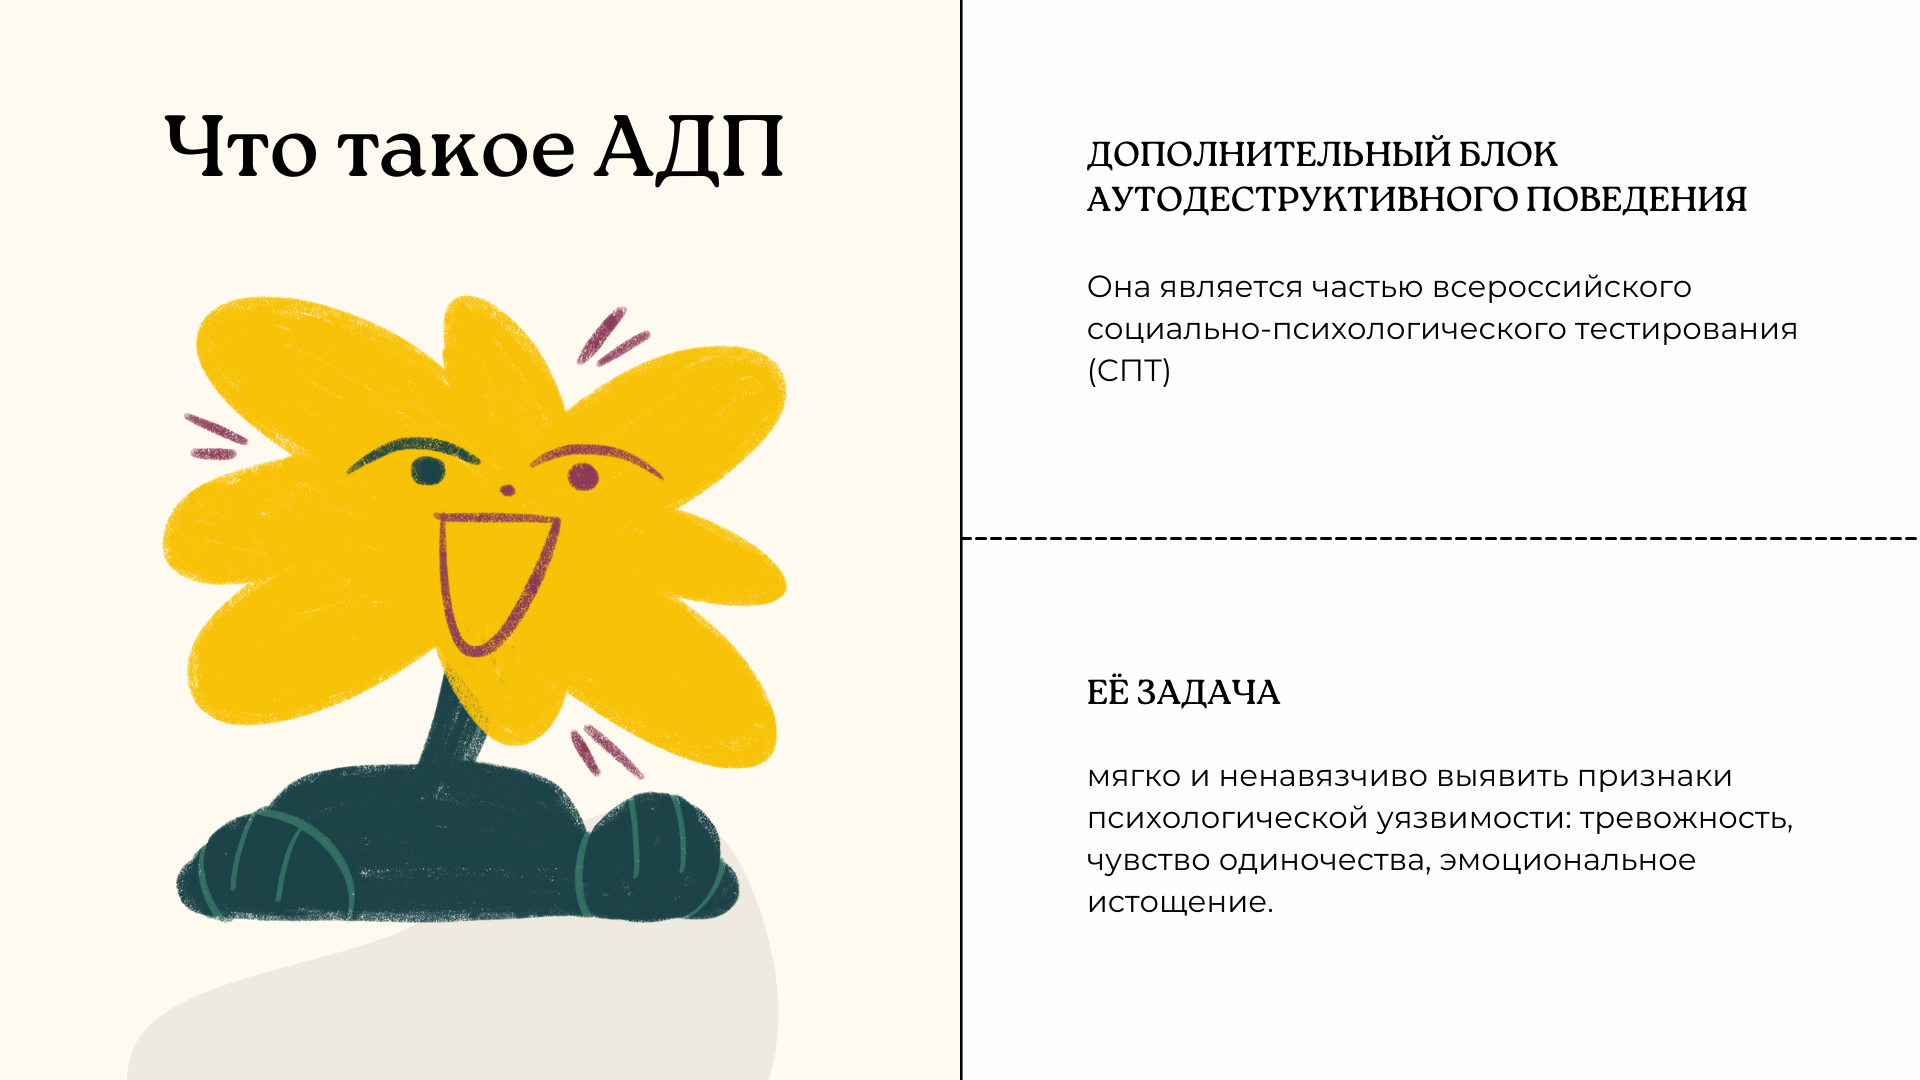 Что такое АДП
ДОПОЛНИТЕЛЬНЫЙ БЛОК
АУТОДЕСТРУКТИВНОГО ПОВЕДЕНИЯ
Она является частью всероссийского
социально-психологического тестирования
(СПТ)
ЕЁ ЗАДАЧА
мягко и ненавязчиво выявить признаки
психологической уязвимости: тревожность,
чувство одиночества, эмоциональное
истощение.